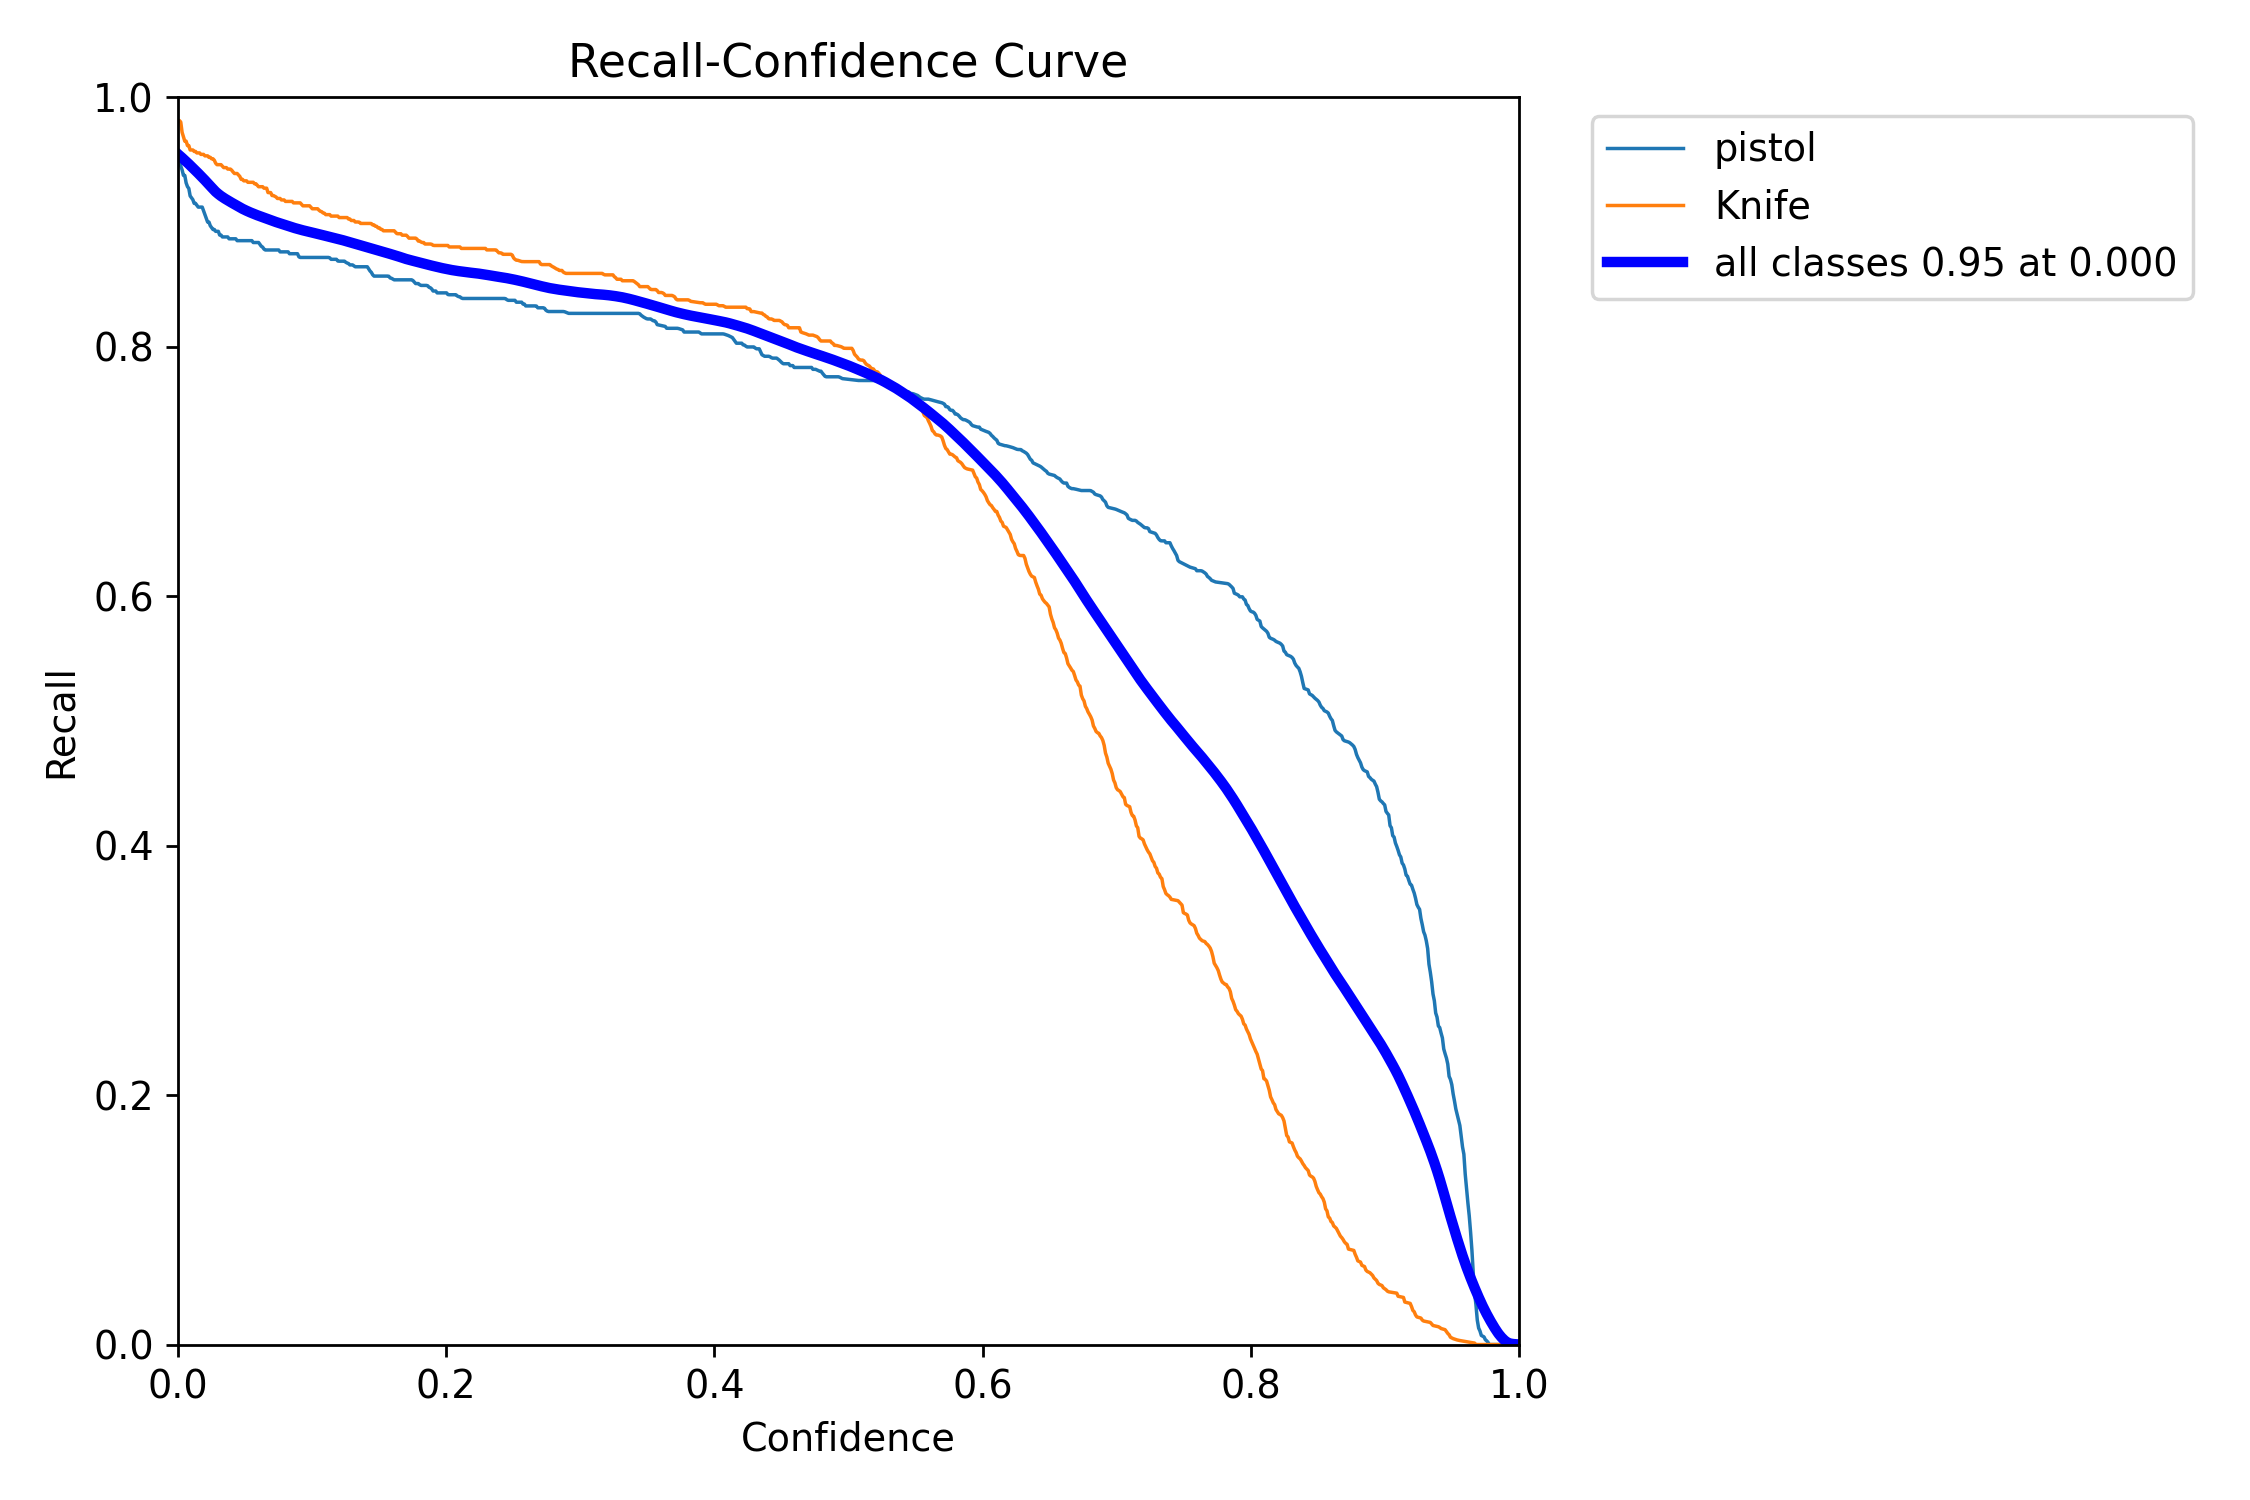 Recall-Confidence Curve
1.0
0.8
0.6
0.4
0.2
0.0
Recall
0.0 0.2 0.4 0.6 0.8 1.0
Confidence
pistol
Knife
all classes 0.95 at 0.000